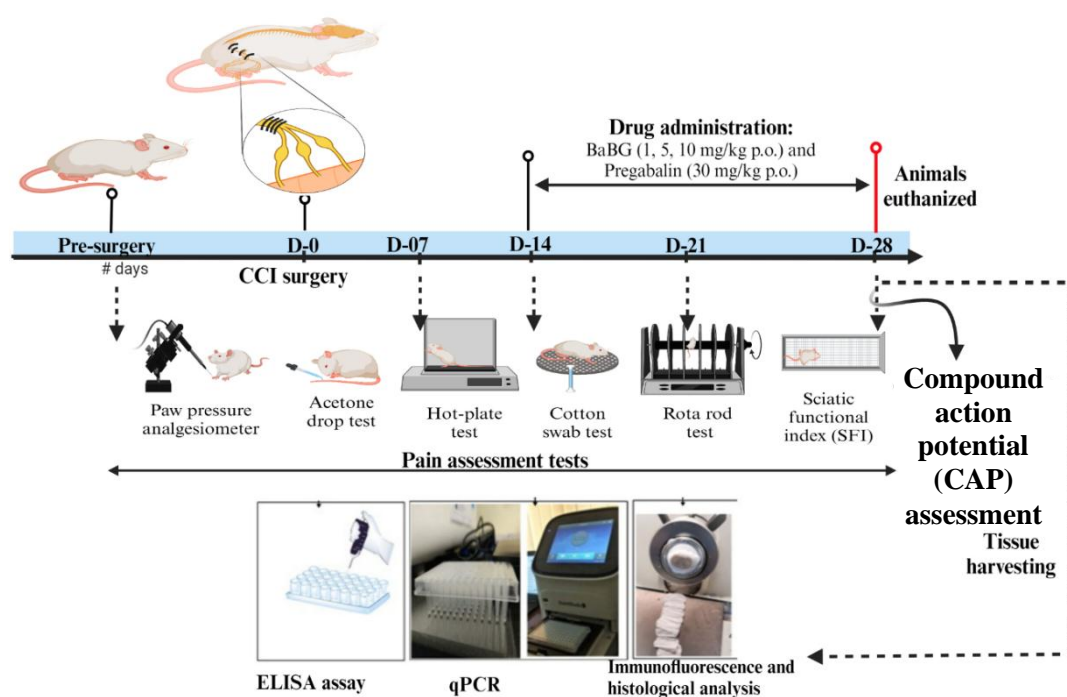 Drug administration:
BaBG (1, 5, 10 mg/kg p.o.) and
Pregabalin (30 mg/kg p.o.)
Animals
euthanized
Pre-surgery
D-0
D-07
D-14
D-21
D-28
# days
CCI surgery
Paw pressure
analgesiometer
Acetone
drop test
Hot-plate
test
Cotton
swab test
Rota rod
test
Sciatic
functional
index (SFI)
Pain assessment tests
Compound
action
potential
(CAP)
assessment
Tissue
harvesting
ELISA assay
qPCR
Immunofluorescence and
histological analysis